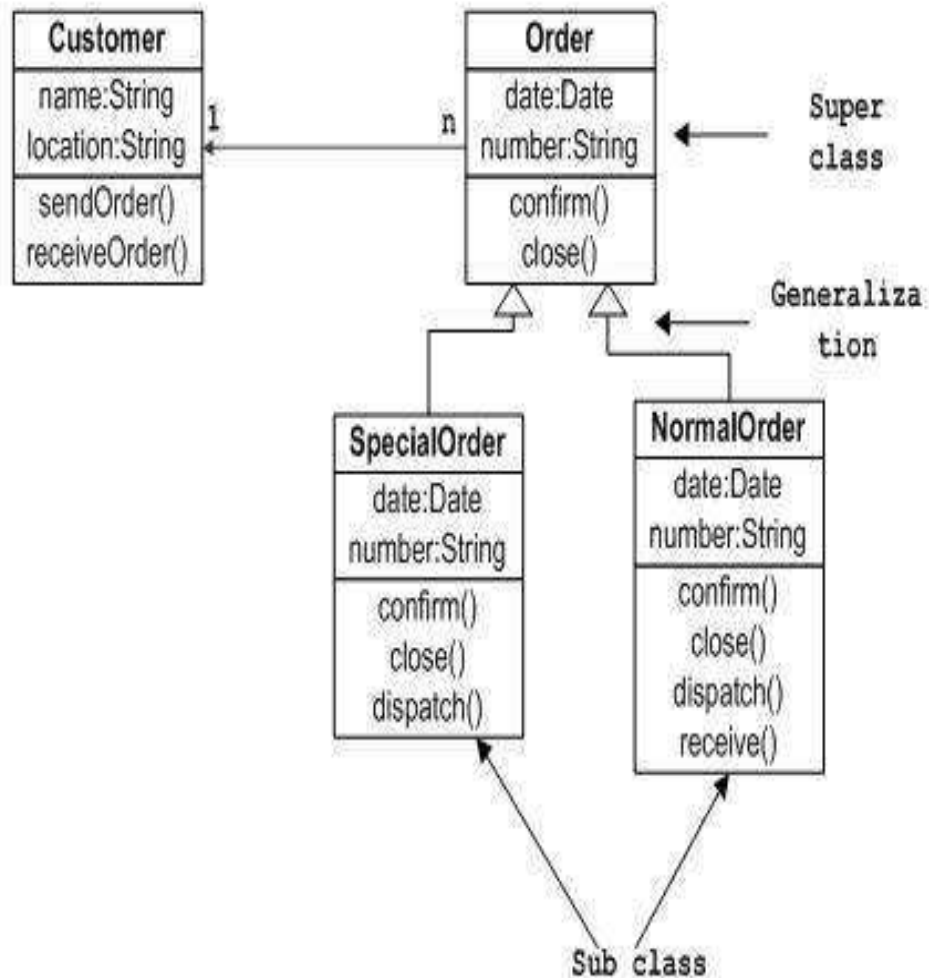 Customer
name:String
location:String
sendOrder()
receiveOrder()
1
n
Order
date:Date
number:String
confirm()
close()
Super
class
Generaliza
tion
SpecialOrder
date:Date
number:String
confirm()
close()
dispatch()
NormalOrder
date:Date
number:String
confirm()
close()
dispatch()
receive()
Sub class